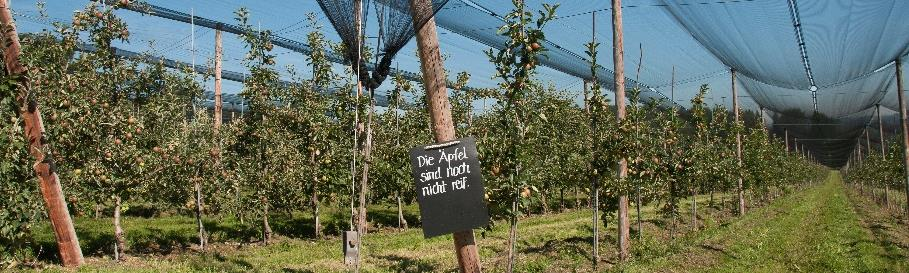 Die Äpfel
sind noch
nicht reif.